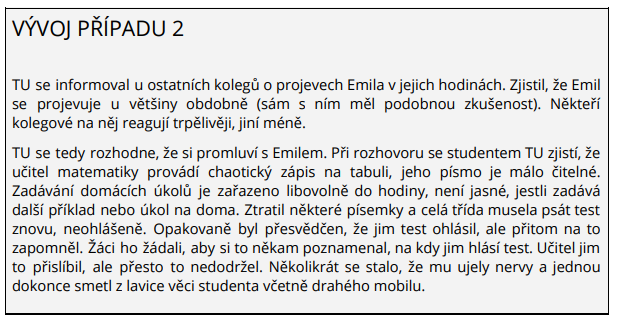 VÝVOJ PŘÍPADU 2
TU se informoval u ostatních kolegů o projevech Emila v jejich hodinách. Zjistil, že Emil
se projevuje u většiny obdobně (sám s ním měl podobnou zkušenost). Někteří
kolegové na něj reagují trpělivěji, jiní méně.
TU se tedy rozhodne, že si promluví s Emilem. Při rozhovoru se studentem TU zjistí, že
učitel matematiky provádí chaotický zápis na tabuli, jeho písmo je málo čitelné.
Zadávání domácích úkolů je zařazeno libovolně do hodiny, není jasné, jestli zadává
další příklad nebo úkol na doma. Ztratil některé písemky a celá třída musela psát test
znovu, neohlášeně. Opakovaně byl přesvědčen, že jim test ohlásil, ale přitom na to
zapomněl. Žáci ho žádali, aby si to někam poznamenal, na kdy jim hlásí test. Učitel jim
to přislíbil, ale přesto to nedodržel. Několikrát se stalo, že mu ujely nervy a jednou
dokonce smetl z lavice věci studenta včetně drahého mobilu.